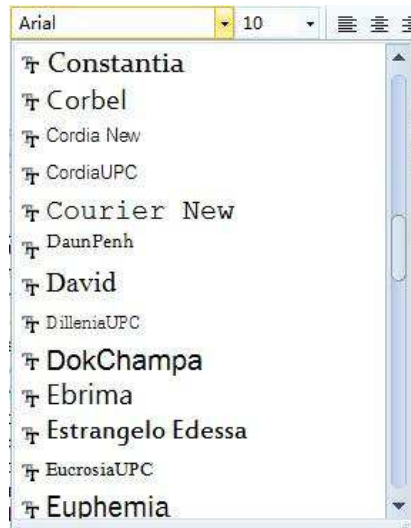 Arial 10
Constantia
Corbel
Cordia New
CordiaUPC
Courier New
DaunPenh
David
DilleniaUPC
DokChampa
Ebrima
Estrangelo Edessa
EucrosiaUPC
Euphemia